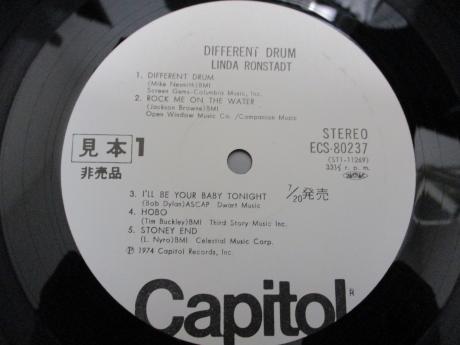 DIFFERENT DRUM
LINDA RONSTADT
1. DIFFERENT DRUM
(Mike Nesmith)BMI
Screen Gems-Columbia Music, Inc.
2. ROCK ME ON THE WATER
(Jackson Browne)BMI
Open Window Music Co. /Companion Music
見本 1
非売品
STEREO
ECS-80237
(ST1-11269)
33⅓ r.p.m.
3. I'LL BE YOUR BABY TONIGHT
(Bob Dylan)ASCAP Dwart Music
7/20発売
4. HOBO
(Tim Buckley)BMI Third Story Music Inc.
5. STONEY END
(L. Nyro)BMI Celestial Music Corp.
Ⓟ 1974 Capitol Records, Inc.
Capitol®